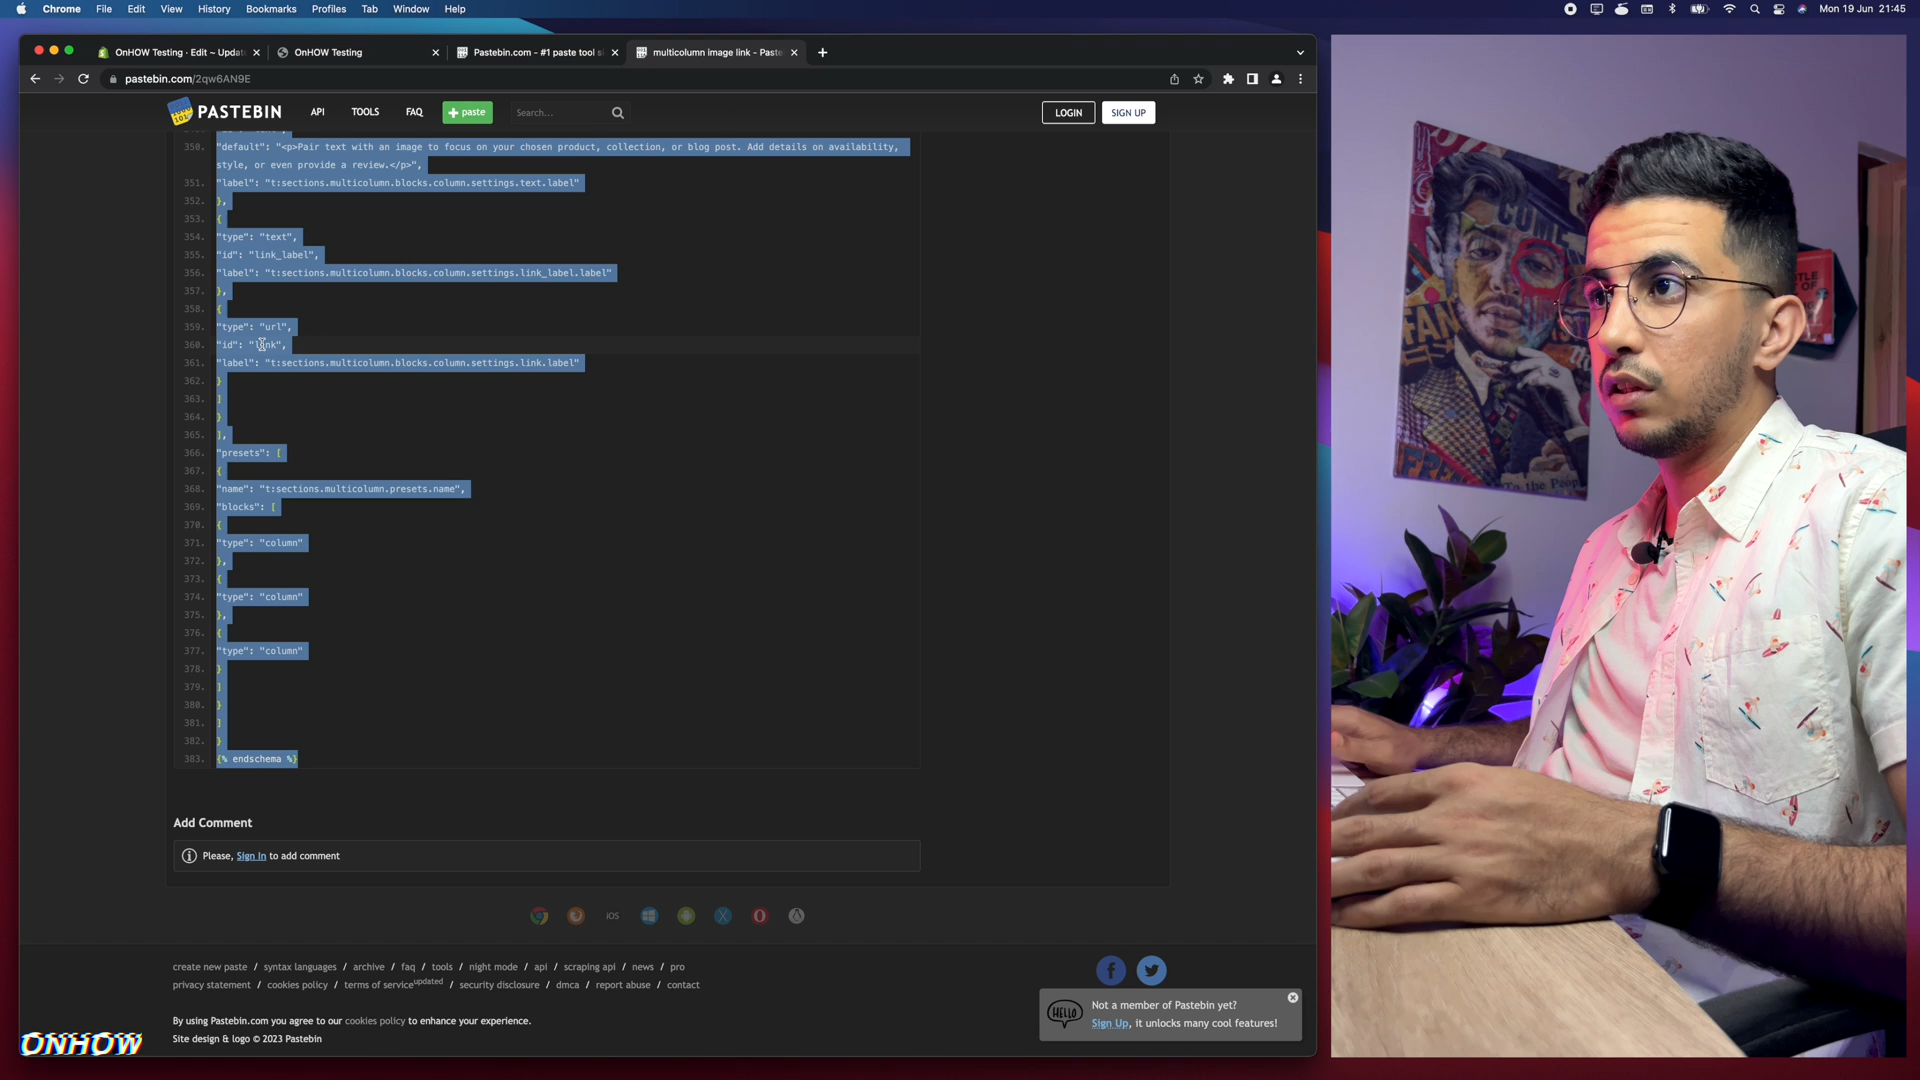 Chrome File Edit View History Bookmarks Profiles Tab Window Help Mon 19 Jun 21:45
OnHOW Testing · Edit ~ Upda OnHOW Testing Pastebin.com - #1 paste tool s multicolumn image link - Paste
pastebin.com/2qw6AN9E
PASTEBIN API TOOLS FAQ + paste Search... LOGIN SIGN UP
350. "default": "<p>Pair text with an image to focus on your chosen product, collection, or blog post. Add details on availability,
style, or even provide a review.</p>",
351. "label": "t:sections.multicolumn.blocks.column.settings.text.label"
352. },
353. {
354. "type": "text",
355. "id": "link_label",
356. "label": "t:sections.multicolumn.blocks.column.settings.link_label.label"
357. },
358. {
359. "type": "url",
360. "id": "link",
361. "label": "t:sections.multicolumn.blocks.column.settings.link.label"
362. }
363. ]
364. }
365. ],
366. "presets": [
367. {
368. "name": "t:sections.multicolumn.presets.name",
369. "blocks": [
370. {
371. "type": "column"
372. },
373. {
374. "type": "column"
375. },
376. {
377. "type": "column"
378. }
379. ]
380. }
381. ]
382. }
383. {% endschema %}
Add Comment
Please, Sign In to add comment
iOS
create new paste / syntax languages / archive / faq / tools / night mode / api / scraping api / news / pro
privacy statement / cookies policy / terms of service updated / security disclosure / dmca / report abuse / contact
By using Pastebin.com you agree to our cookies policy to enhance your experience.
Site design & logo © 2023 Pastebin
HELLO
Not a member of Pastebin yet?
Sign Up, it unlocks many cool features!
ONHOW
FAN
To the People